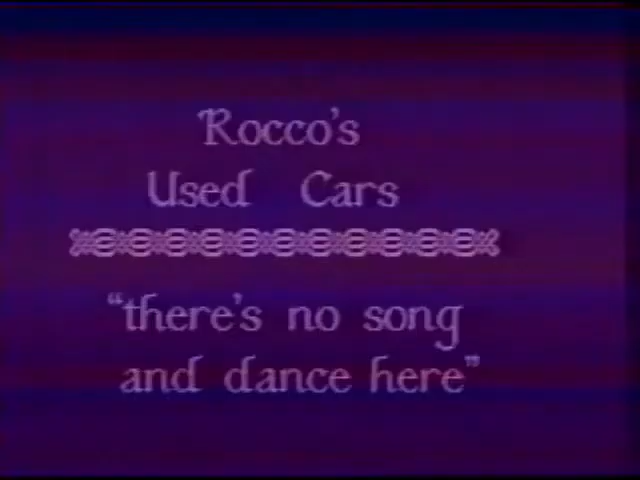 Rocco's
Used Cars
“there's no song
and dance here”